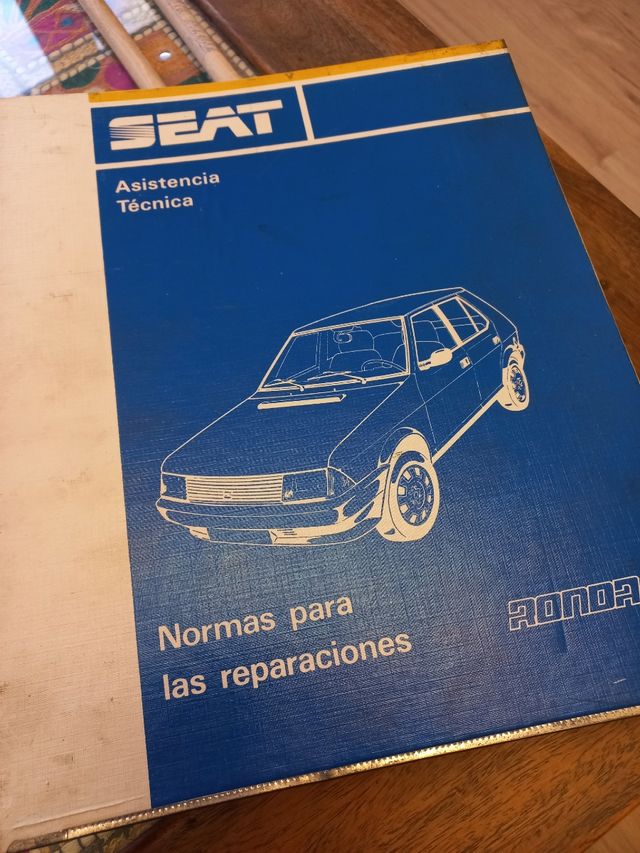 SEAT
Asistencia
Técnica
Normas para
las reparaciones
RONDA